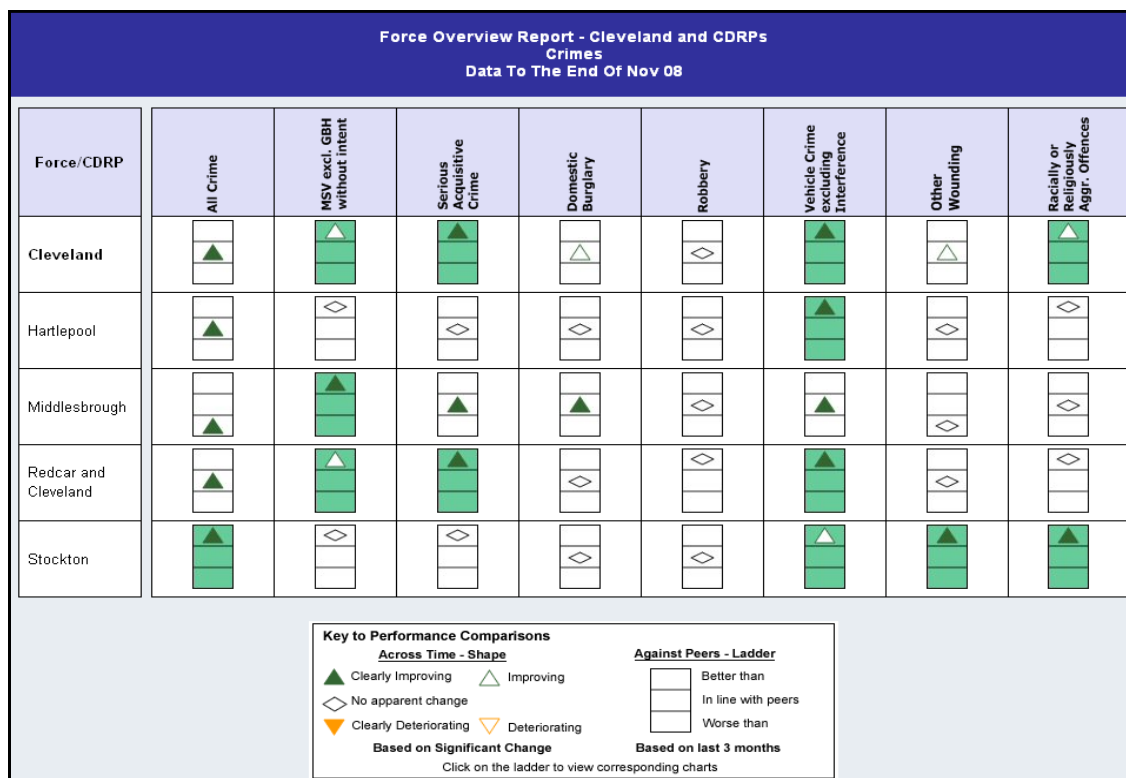 Force Overview Report - Cleveland and CDRPs
Crimes
Data To The End Of Nov 08
Force/CDRP
All Crime
MSV excl. GBH
without intent
Serious
Acquisitive
Crime
Domestic
Burglary
Robbery
Vehicle Crime
excluding
Interference
Other
Wounding
Racially or
Religiously
Aggr. Offences
Cleveland
Hartlepool
Middlesbrough
Redcar and
Cleveland
Stockton
Key to Performance Comparisons
Across Time - Shape
Against Peers - Ladder
Clearly Improving
Improving
Better than
No apparent change
In line with peers
Clearly Deteriorating
Deteriorating
Worse than
Based on Significant Change
Based on last 3 months
Click on the ladder to view corresponding charts